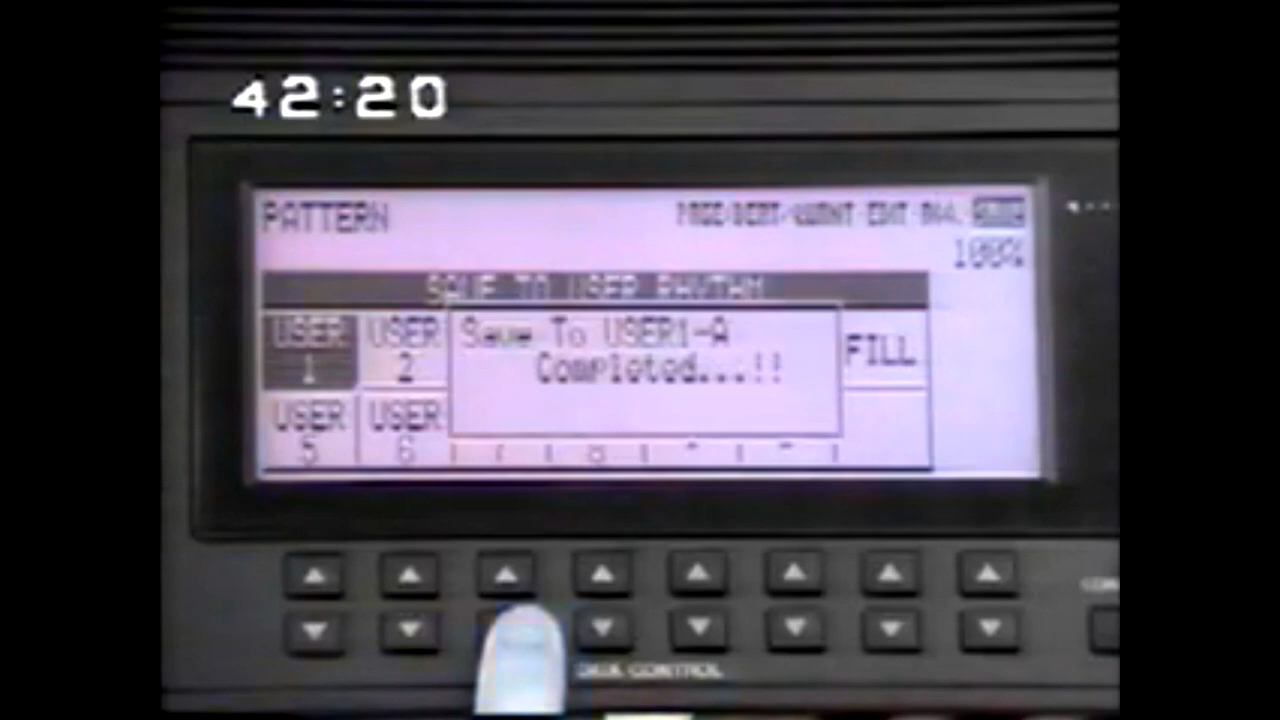 42:20
PATTERN
100%
SAVE TO USER RHYTHM
USER 1
USER 2
Save To USER1-A
Completed...!!
FILL
USER 5
USER 6
DATA CONTROL